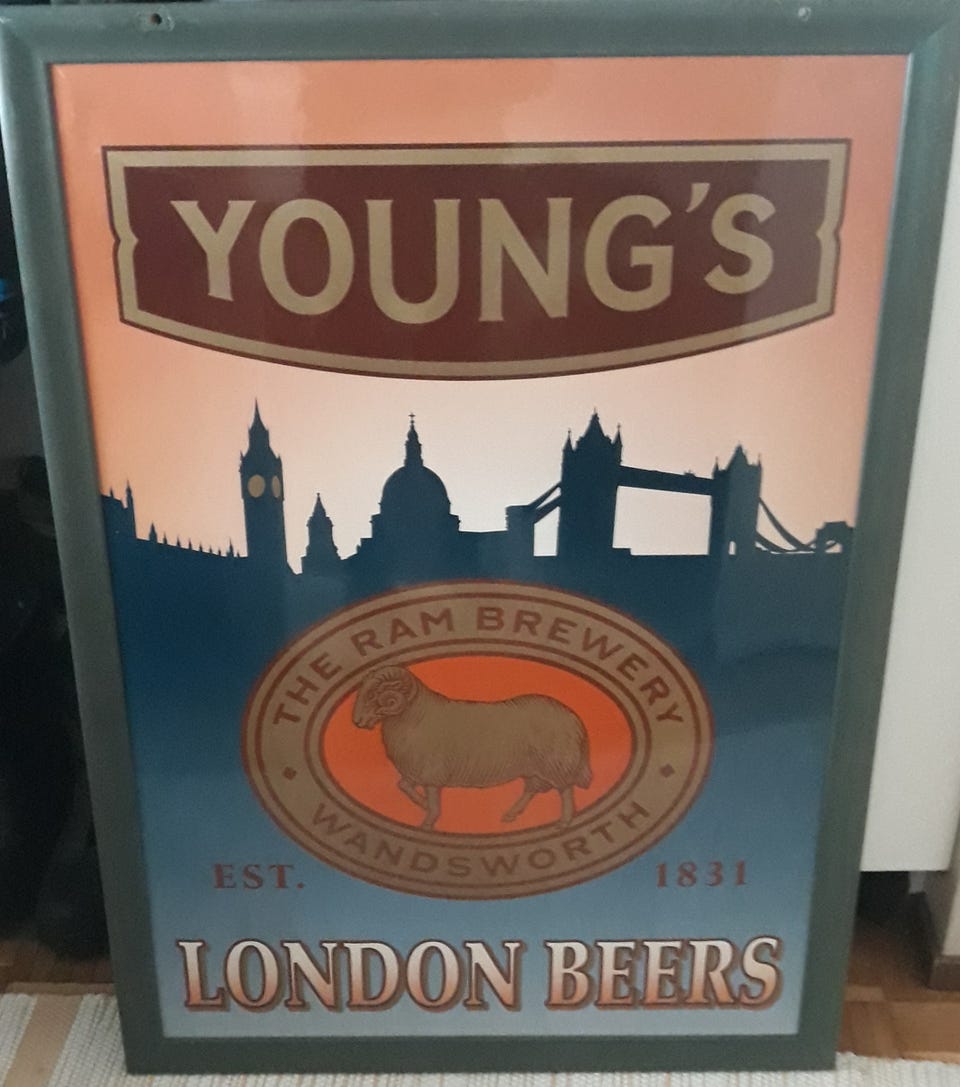 YOUNG'S
THE RAM BREWERY
WANDSWORTH
EST. 1831
LONDON BEERS